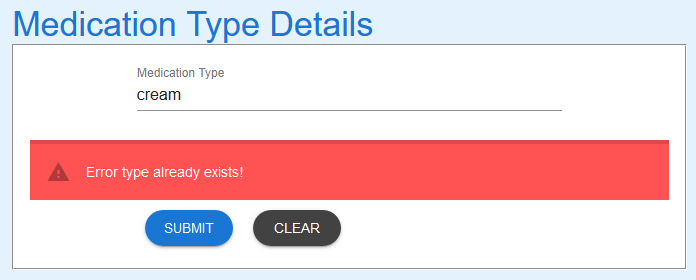 Medication Type Details
Medication Type
cream
Error type already exists!
SUBMIT CLEAR